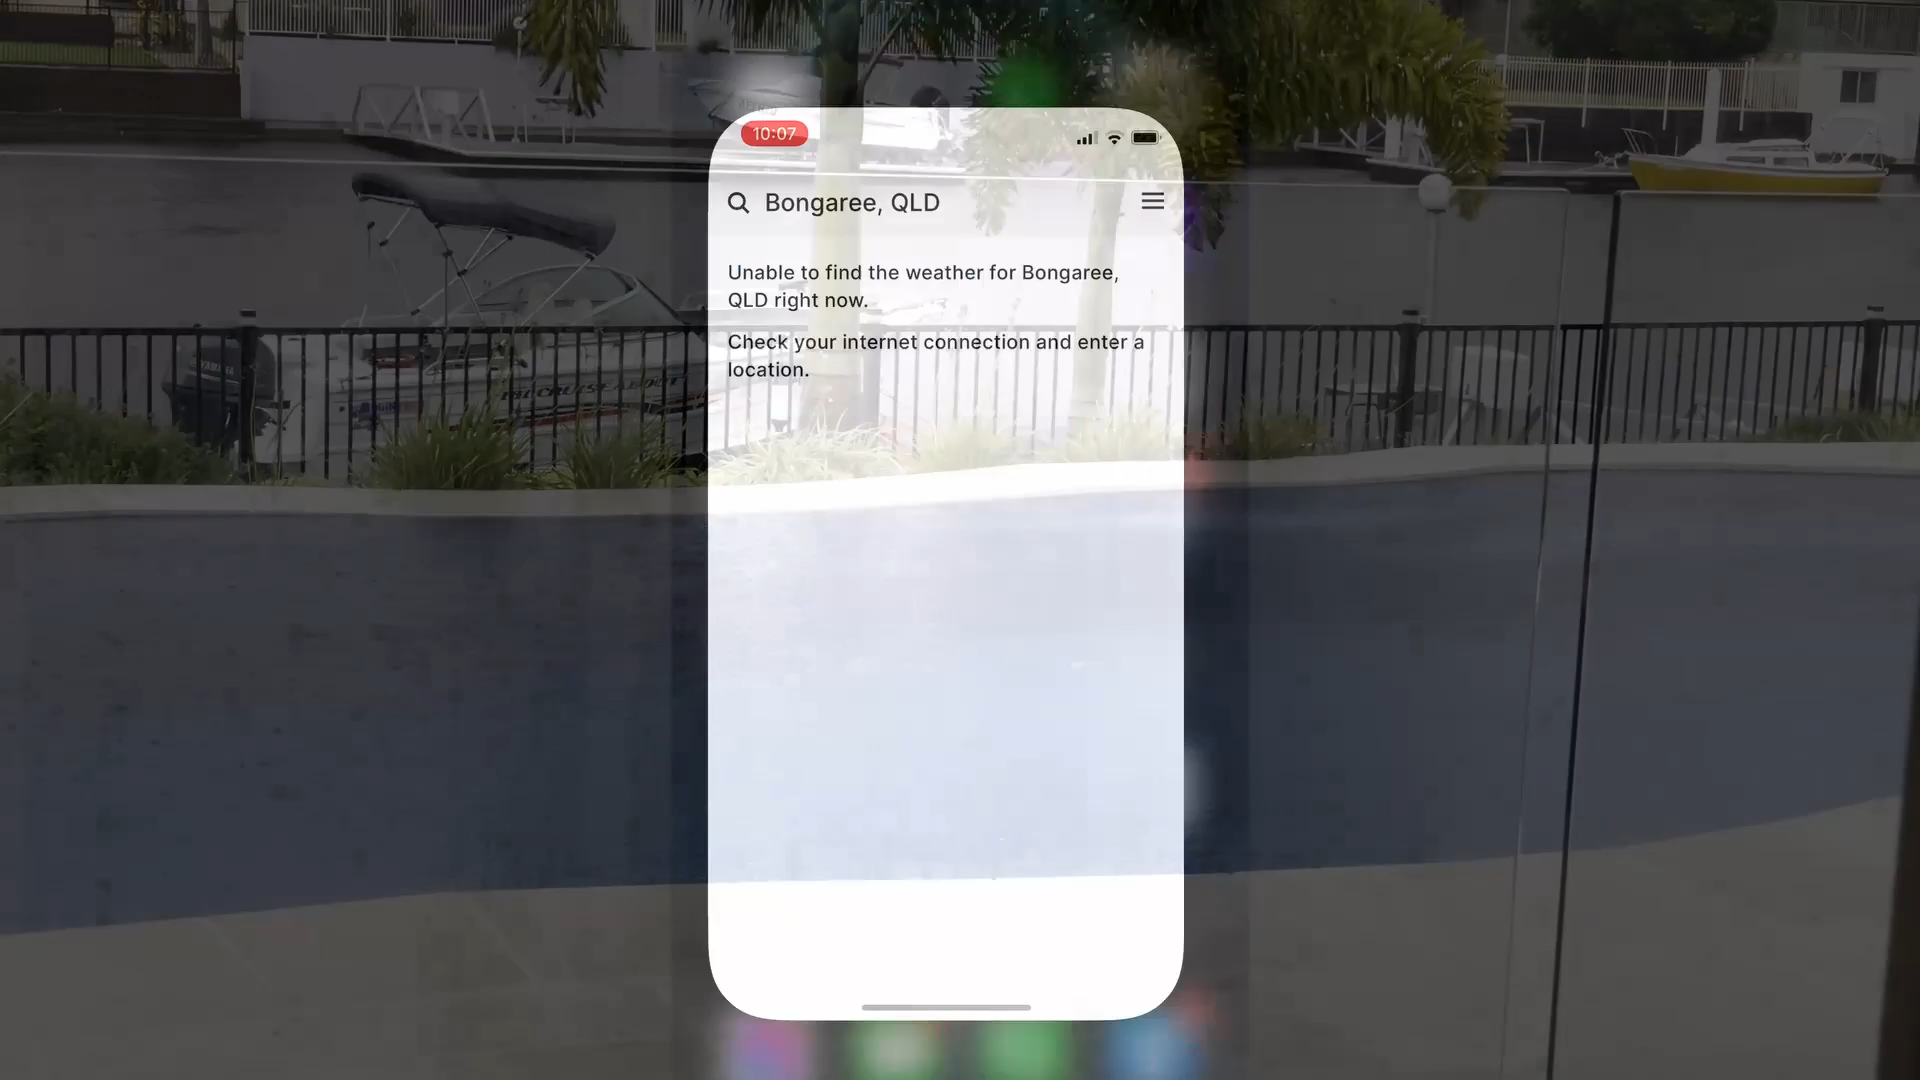 10:07
Bongaree, QLD
Unable to find the weather for Bongaree,
QLD right now.
Check your internet connection and enter a
location.
YAMAHA